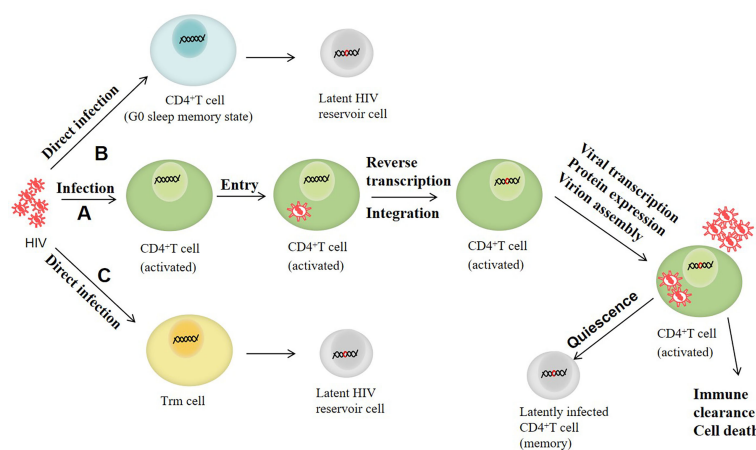 Direct infection
B
CD4⁺T cell
(G0 sleep memory state)
Latent HIV
reservoir cell
HIV
Infection
A
CD4⁺T cell
(activated)
Entry
CD4⁺T cell
(activated)
Reverse
transcription
Integration
CD4⁺T cell
(activated)
Viral transcription
Protein expression
Virion assembly
CD4⁺T cell
(activated)
Quiescence
Latently infected
CD4⁺T cell
(memory)
Immune
clearance
Cell death
Direct infection
C
Trm cell
Latent HIV
reservoir cell